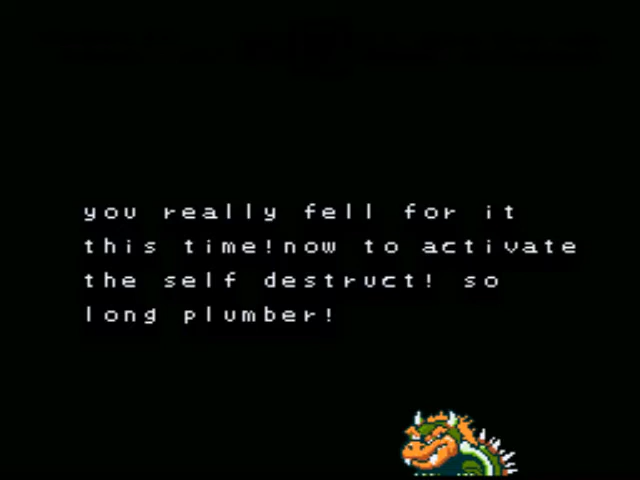 you really fell for it
this time!now to activate
the self destruct! so
long plumber!